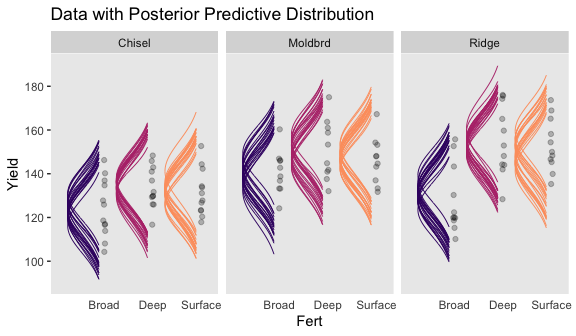 Data with Posterior Predictive Distribution
Chisel Moldbrd Ridge
180
160
140
120
100
Yield
Broad Deep Surface Broad Deep Surface Broad Deep Surface
Fert